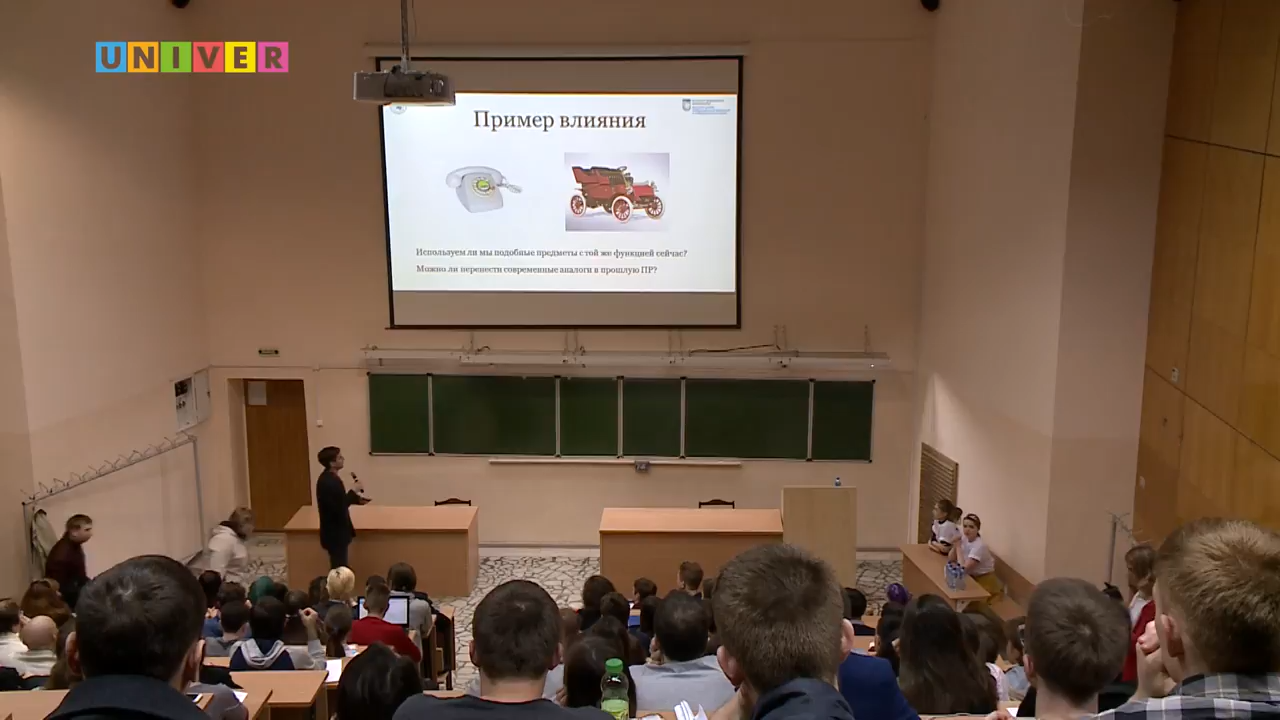 UNIVER
Пример влияния
Используем ли мы подобные предметы с той же функцией сейчас?
Можно ли перенести современные аналоги в прошлую ПР?